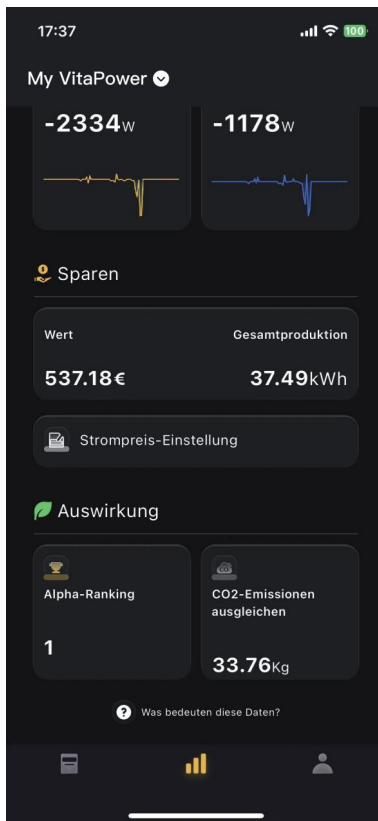 17:37
100
My VitaPower
-2334W
-1178W
Sparen
Wert
Gesamtproduktion
537.18€
37.49kWh
Strompreis-Einstellung
Auswirkung
Alpha-Ranking
1
CO2-Emissionen
ausgleichen
33.76Kg
? Was bedeuten diese Daten?